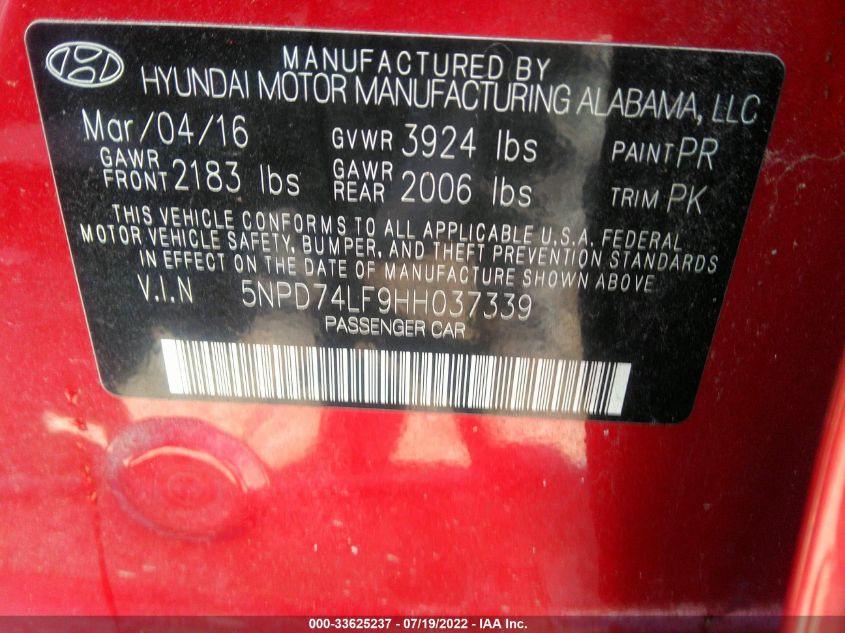 MANUFACTURED BY
HYUNDAI MOTOR MANUFACTURING ALABAMA, LLC
Mar/04/16 GVWR 3924 lbs PAINT PR
GAWR FRONT 2183 lbs GAWR REAR 2006 lbs TRIM PK
THIS VEHICLE CONFORMS TO ALL APPLICABLE U.S.A. FEDERAL
MOTOR VEHICLE SAFETY, BUMPER, AND THEFT PREVENTION STANDARDS
IN EFFECT ON THE DATE OF MANUFACTURE SHOWN ABOVE
V.I.N 5NPD74LF9HH037339
PASSENGER CAR
000-33625237 - 07/19/2022 - IAA Inc.